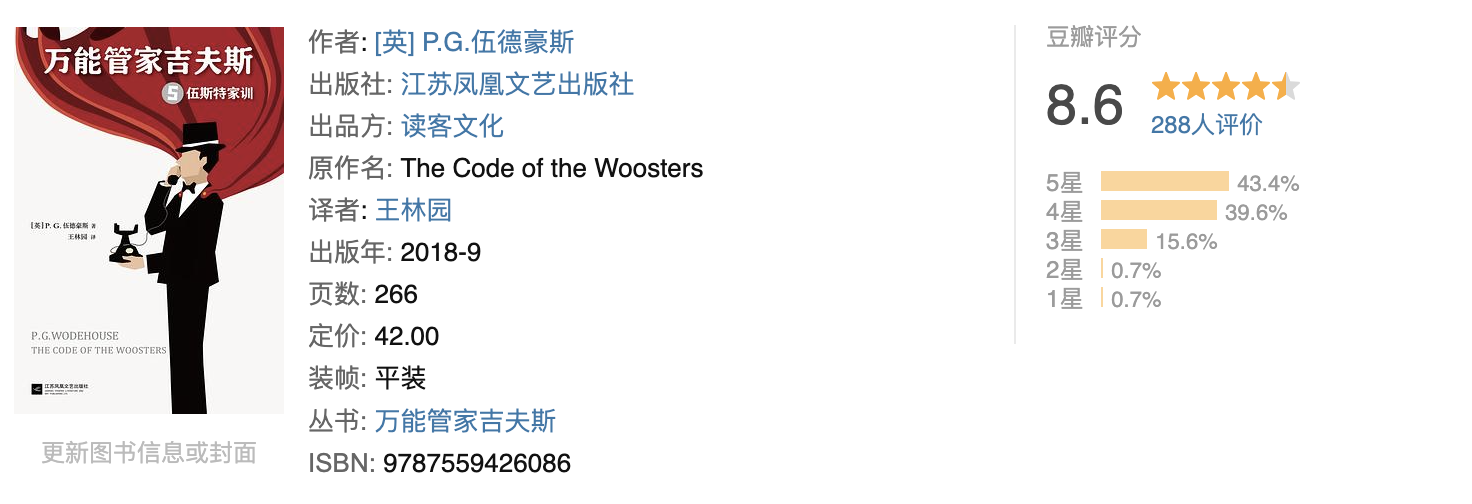 万能管家吉夫斯
5 伍斯特家训
[英] P. G. 伍德豪斯 著
王林园 译
P.G.WODEHOUSE
THE CODE OF THE WOOSTERS
江苏凤凰文艺出版社
更新图书信息或封面
作者: [英] P.G.伍德豪斯
出版社: 江苏凤凰文艺出版社
出品方: 读客文化
原作名: The Code of the Woosters
译者: 王林园
出版年: 2018-9
页数: 266
定价: 42.00
装帧: 平装
丛书: 万能管家吉夫斯
ISBN: 9787559426086
豆瓣评分
8.6
288人评价
5星 43.4%
4星 39.6%
3星 15.6%
2星 0.7%
1星 0.7%